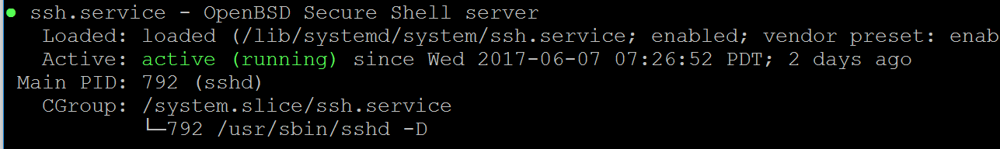 ● ssh.service - OpenBSD Secure Shell server
Loaded: loaded (/lib/systemd/system/ssh.service; enabled; vendor preset: enab
Active: active (running) since Wed 2017-06-07 07:26:52 PDT; 2 days ago
Main PID: 792 (sshd)
CGroup: /system.slice/ssh.service
└─792 /usr/sbin/sshd -D